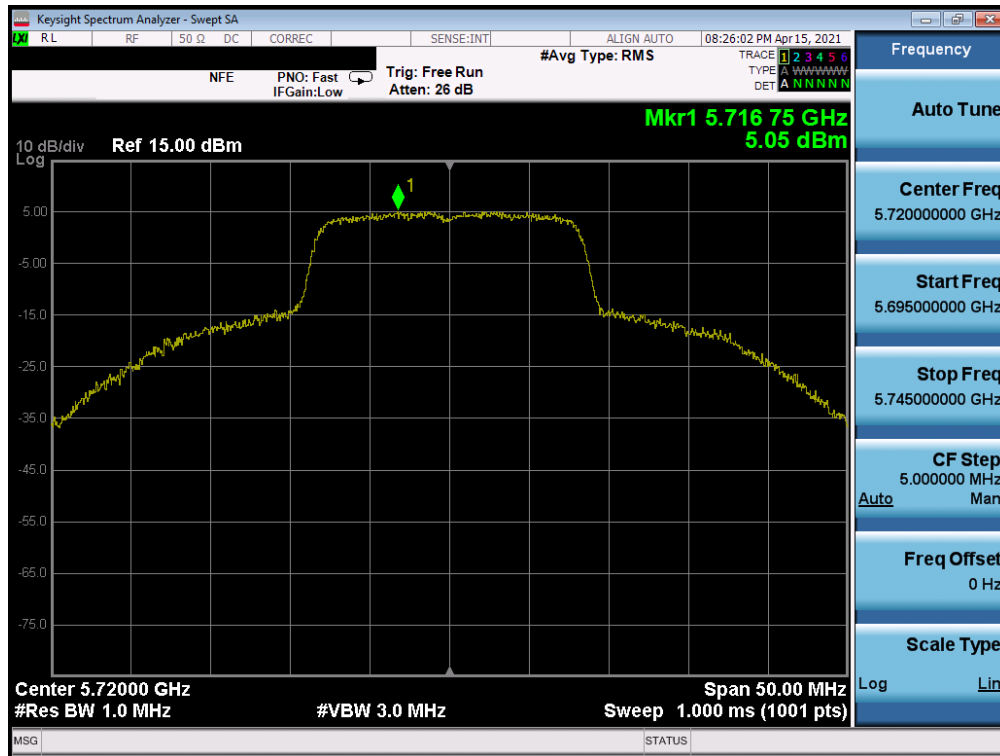 Keysight Spectrum Analyzer - Swept SA
LXI RL RF 50 Ω DC CORREC SENSE:INT ALIGN AUTO 08:26:02 PM Apr 15, 2021
NFE PNO: Fast Trig: Free Run #Avg Type: RMS TRACE 1 2 3 4 5 6
IFGain:Low Atten: 26 dB TYPE A WWWWW
DET A N N N N N
Mkr1 5.716 75 GHz
5.05 dBm
10 dB/div Ref 15.00 dBm
Log
1
5.00
-5.00
-15.0
-25.0
-35.0
-45.0
-55.0
-65.0
-75.0
Center 5.72000 GHz Span 50.00 MHz
#Res BW 1.0 MHz #VBW 3.0 MHz Sweep 1.000 ms (1001 pts)
MSG STATUS
Frequency
Auto Tune
Center Freq
5.720000000 GHz
Start Freq
5.695000000 GHz
Stop Freq
5.745000000 GHz
CF Step
5.000000 MHz
Auto Man
Freq Offset
0 Hz
Scale Type
Log Lin